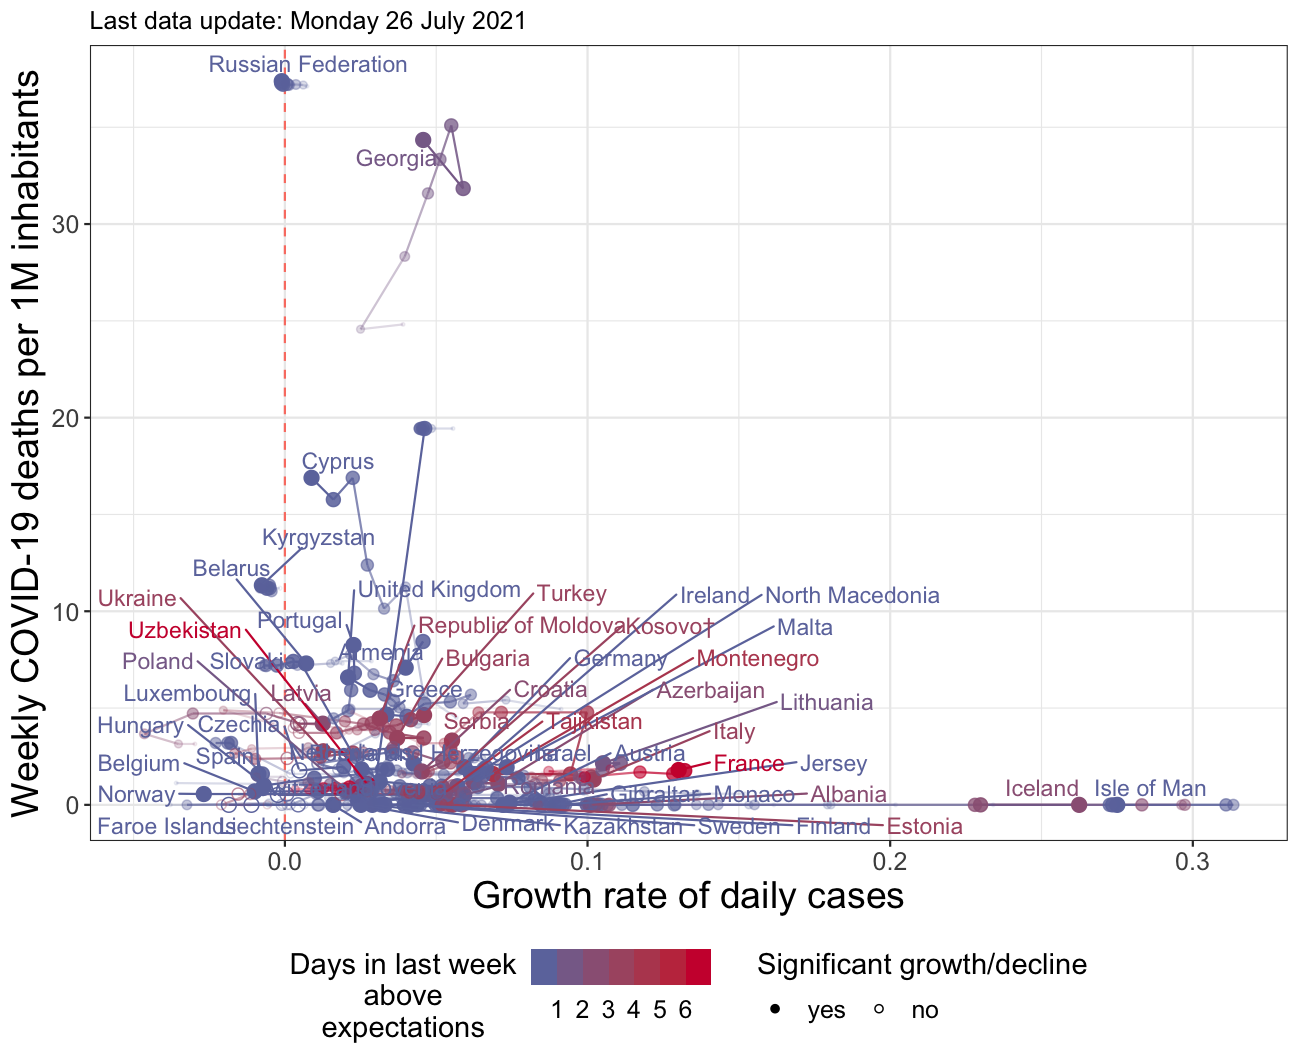 Last data update: Monday 26 July 2021
Weekly COVID-19 deaths per 1M inhabitants
Russian Federation
Georgia
30
20
Cyprus
Kyrgyzstan
Belarus
United Kingdom
Turkey
Ireland
North Macedonia
Ukraine
10
Portugal
Republic of Moldova
Kosovo†
Malta
Uzbekistan
Armenia
Poland
Slovakia
Bulgaria
Germany
Montenegro
Luxembourg
Latvia
Greece
Croatia
Azerbaijan
Lithuania
Hungary
Czechia
Serbia
Tajikistan
Italy
Spain
Herzegovina
Israel
Austria
Belgium
France
Jersey
Norway
Romania
Gibraltar
Monaco
Albania
Iceland
Isle of Man
0
Faroe Islands
Liechtenstein
Andorra
Denmark
Kazakhstan
Sweden
Finland
Estonia
0.0
0.1
0.2
0.3
Growth rate of daily cases
Days in last week
above
expectations
1 2 3 4 5 6
Significant growth/decline
yes
no